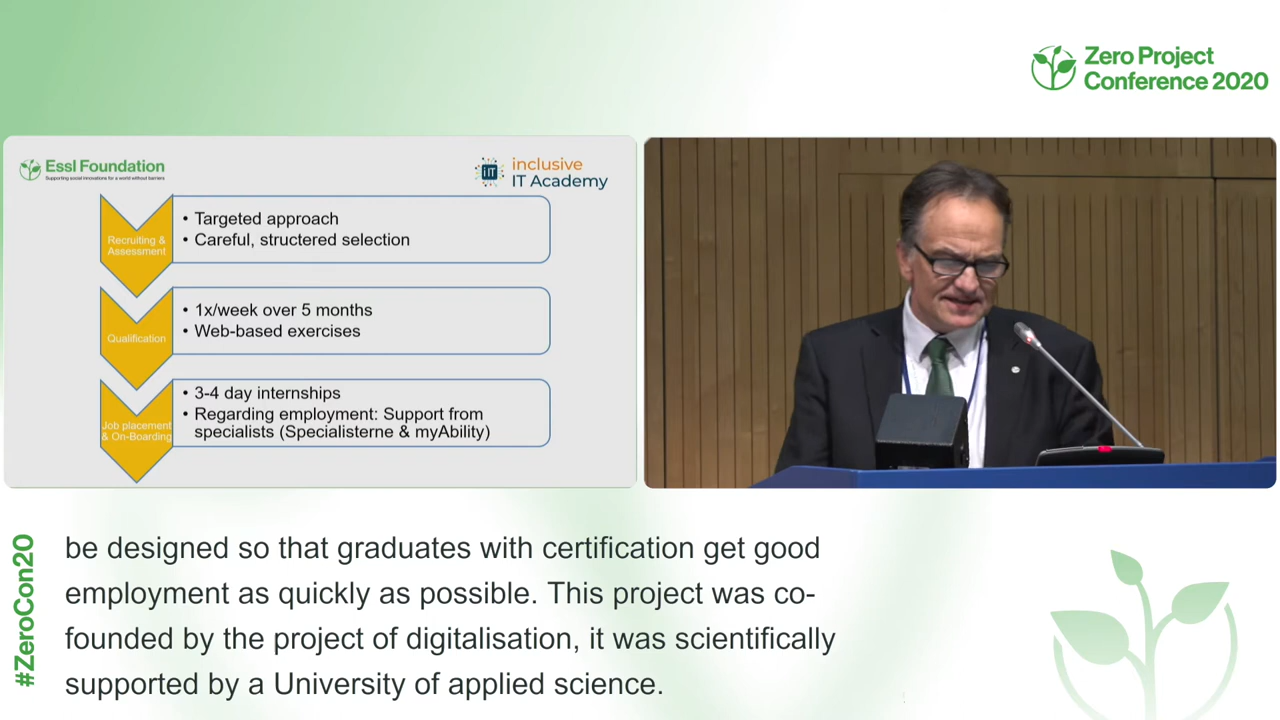 Zero Project
Conference 2020
Essl Foundation
Supporting social innovations for a world without barriers
iIT
inclusive
IT Academy
Recruiting &
Assessment
• Targeted approach
• Careful, structered selection
Qualification
• 1x/week over 5 months
• Web-based exercises
Job placement
& On-Boarding
• 3-4 day internships
• Regarding employment: Support from
specialists (Specialisterne & myAbility)
#ZeroCon20
be designed so that graduates with certification get good
employment as quickly as possible. This project was co-
founded by the project of digitalisation, it was scientifically
supported by a University of applied science.